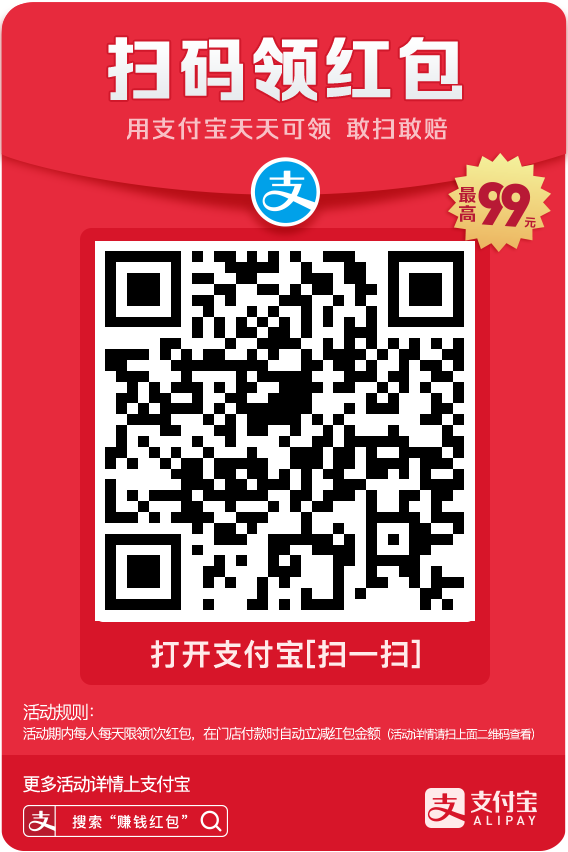 扫码领红包
用支付宝天天可领 敢扫敢赔
支
最高99元
打开支付宝[扫一扫]
活动规则：
活动期内每人每天限领1次红包，在门店付款时自动立减红包金额（活动详情请扫上面二维码查看）
更多活动详情上支付宝
支 搜索“赚钱红包”
支 支付宝
ALIPAY